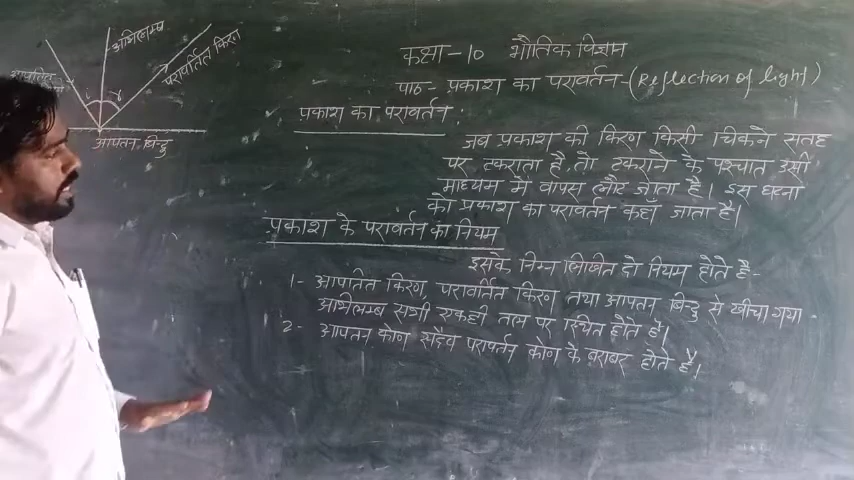 अभिलम्ब
परावर्तित किरण
आपतित
i r
आपतन बिन्दु
कक्षा -10 भौतिक विज्ञान
पाठ- प्रकाश का परावर्तन-(Reflection of light)
प्रकाश का परावर्तन :
जब प्रकाश की किरण किसी चिकने सतह
पर टकराता है, तो टकराने के पश्चात उसी
माध्यम में वापस लौट जाता है। इस घटना
को प्रकाश का परावर्तन कहाँ जाता है।
प्रकाश के परावर्तन का नियम
इसके निम्न लिखित दो नियम होते है-
1- आपतित किरण, परावर्तित किरण तथा आपतन बिन्दु से खींचा गया
अभिलम्ब सभी एकही तल पर स्थित होते है।
2- आपतन कोण सदैव परावर्तन कोण के बराबर होते है।